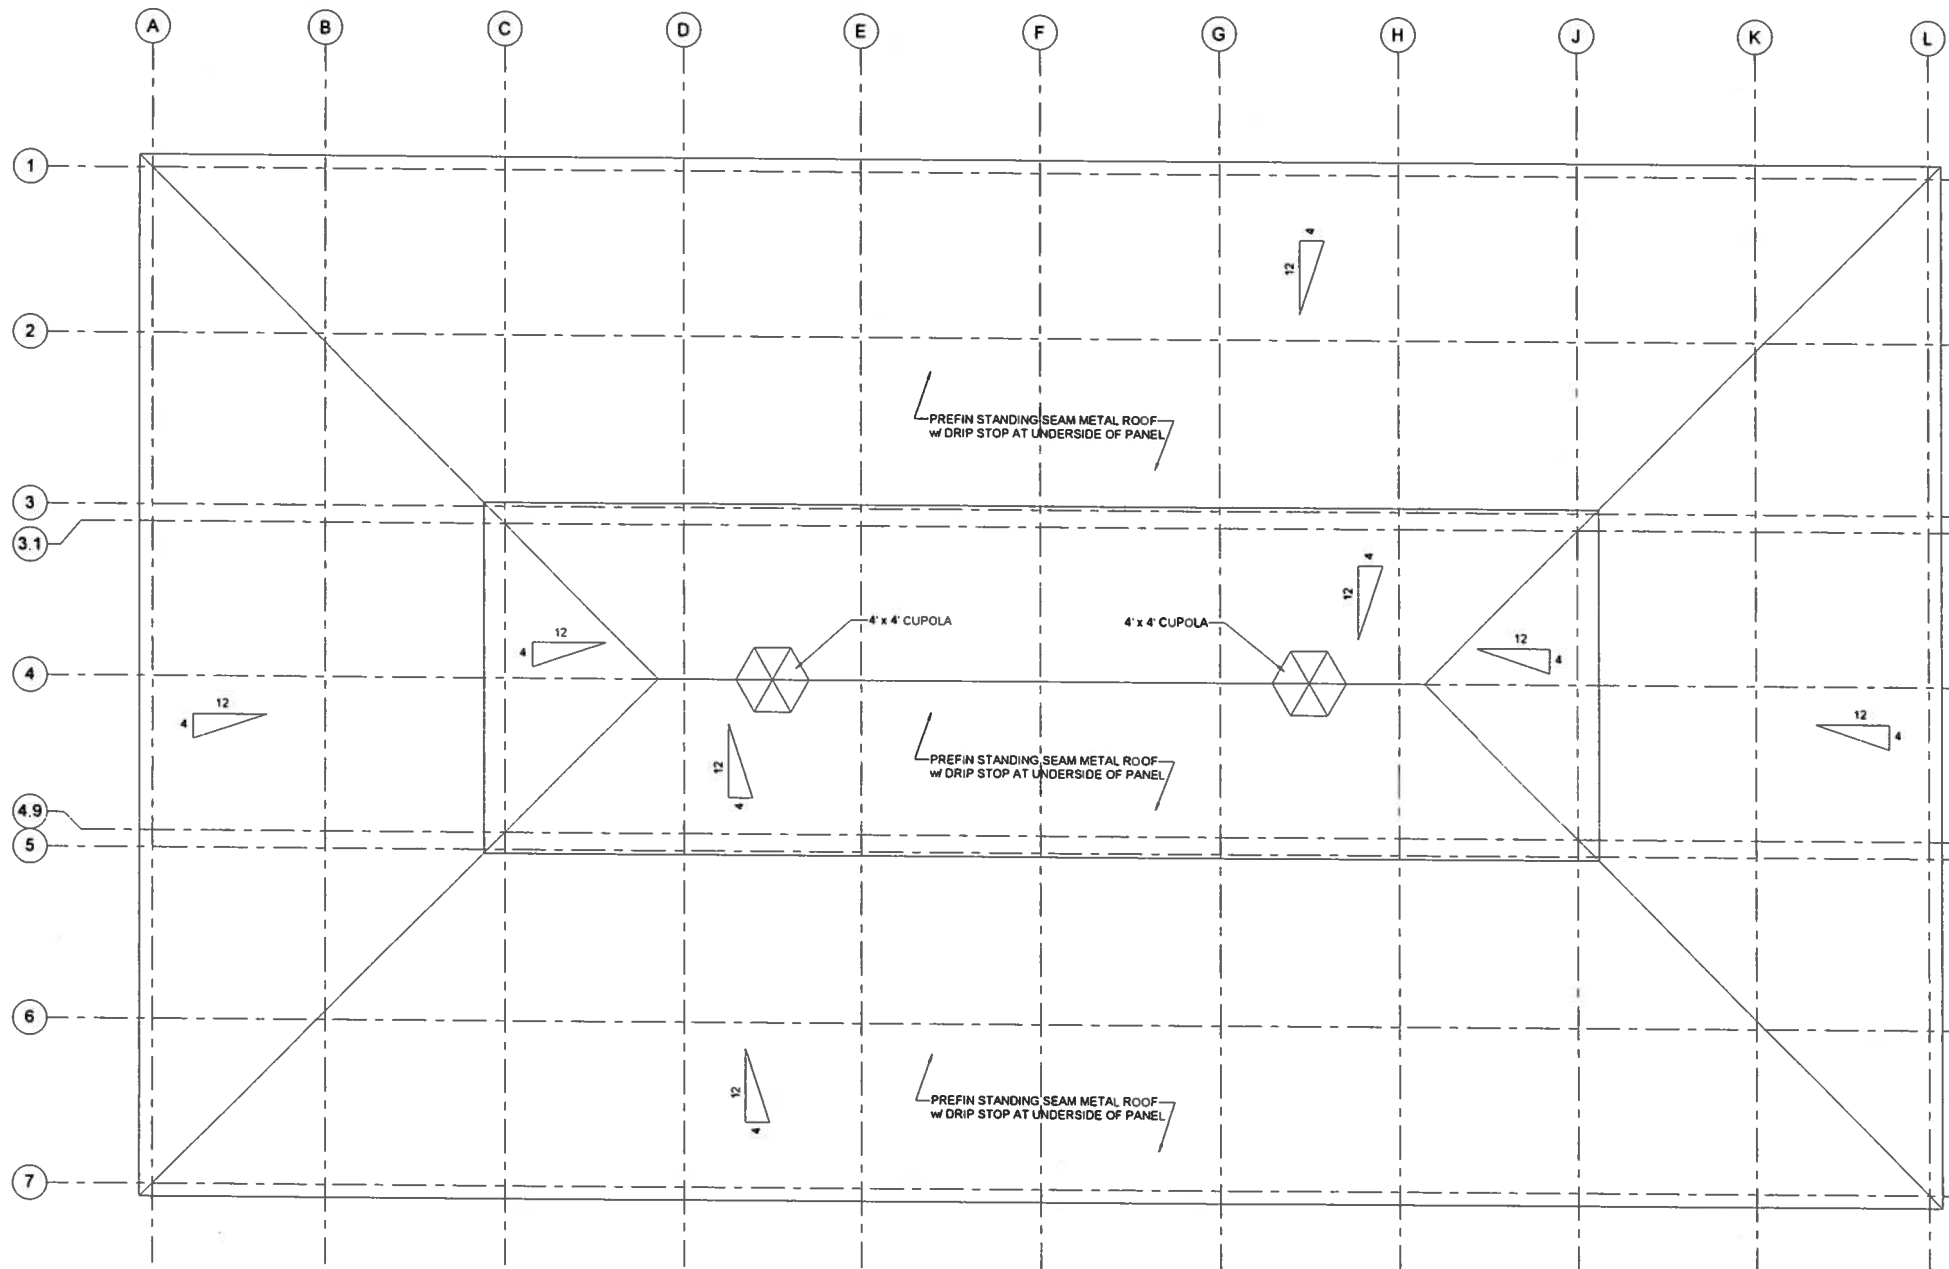 A B C D E F G H J K L
1
4
12
2
PREFIN STANDING SEAM METAL ROOF
w/ DRIP STOP AT UNDERSIDE OF PANEL
3
3.1
4
12
4' x 4' CUPOLA
4' x 4' CUPOLA
12
4
12
4
4
12
4
12
4
12
4
PREFIN STANDING SEAM METAL ROOF
w/ DRIP STOP AT UNDERSIDE OF PANEL
4.9
5
6
12
4
PREFIN STANDING SEAM METAL ROOF
w/ DRIP STOP AT UNDERSIDE OF PANEL
7